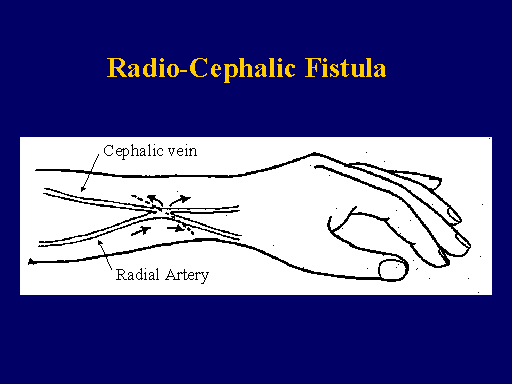 Radio-Cephalic Fistula
Cephalic vein
Radial Artery